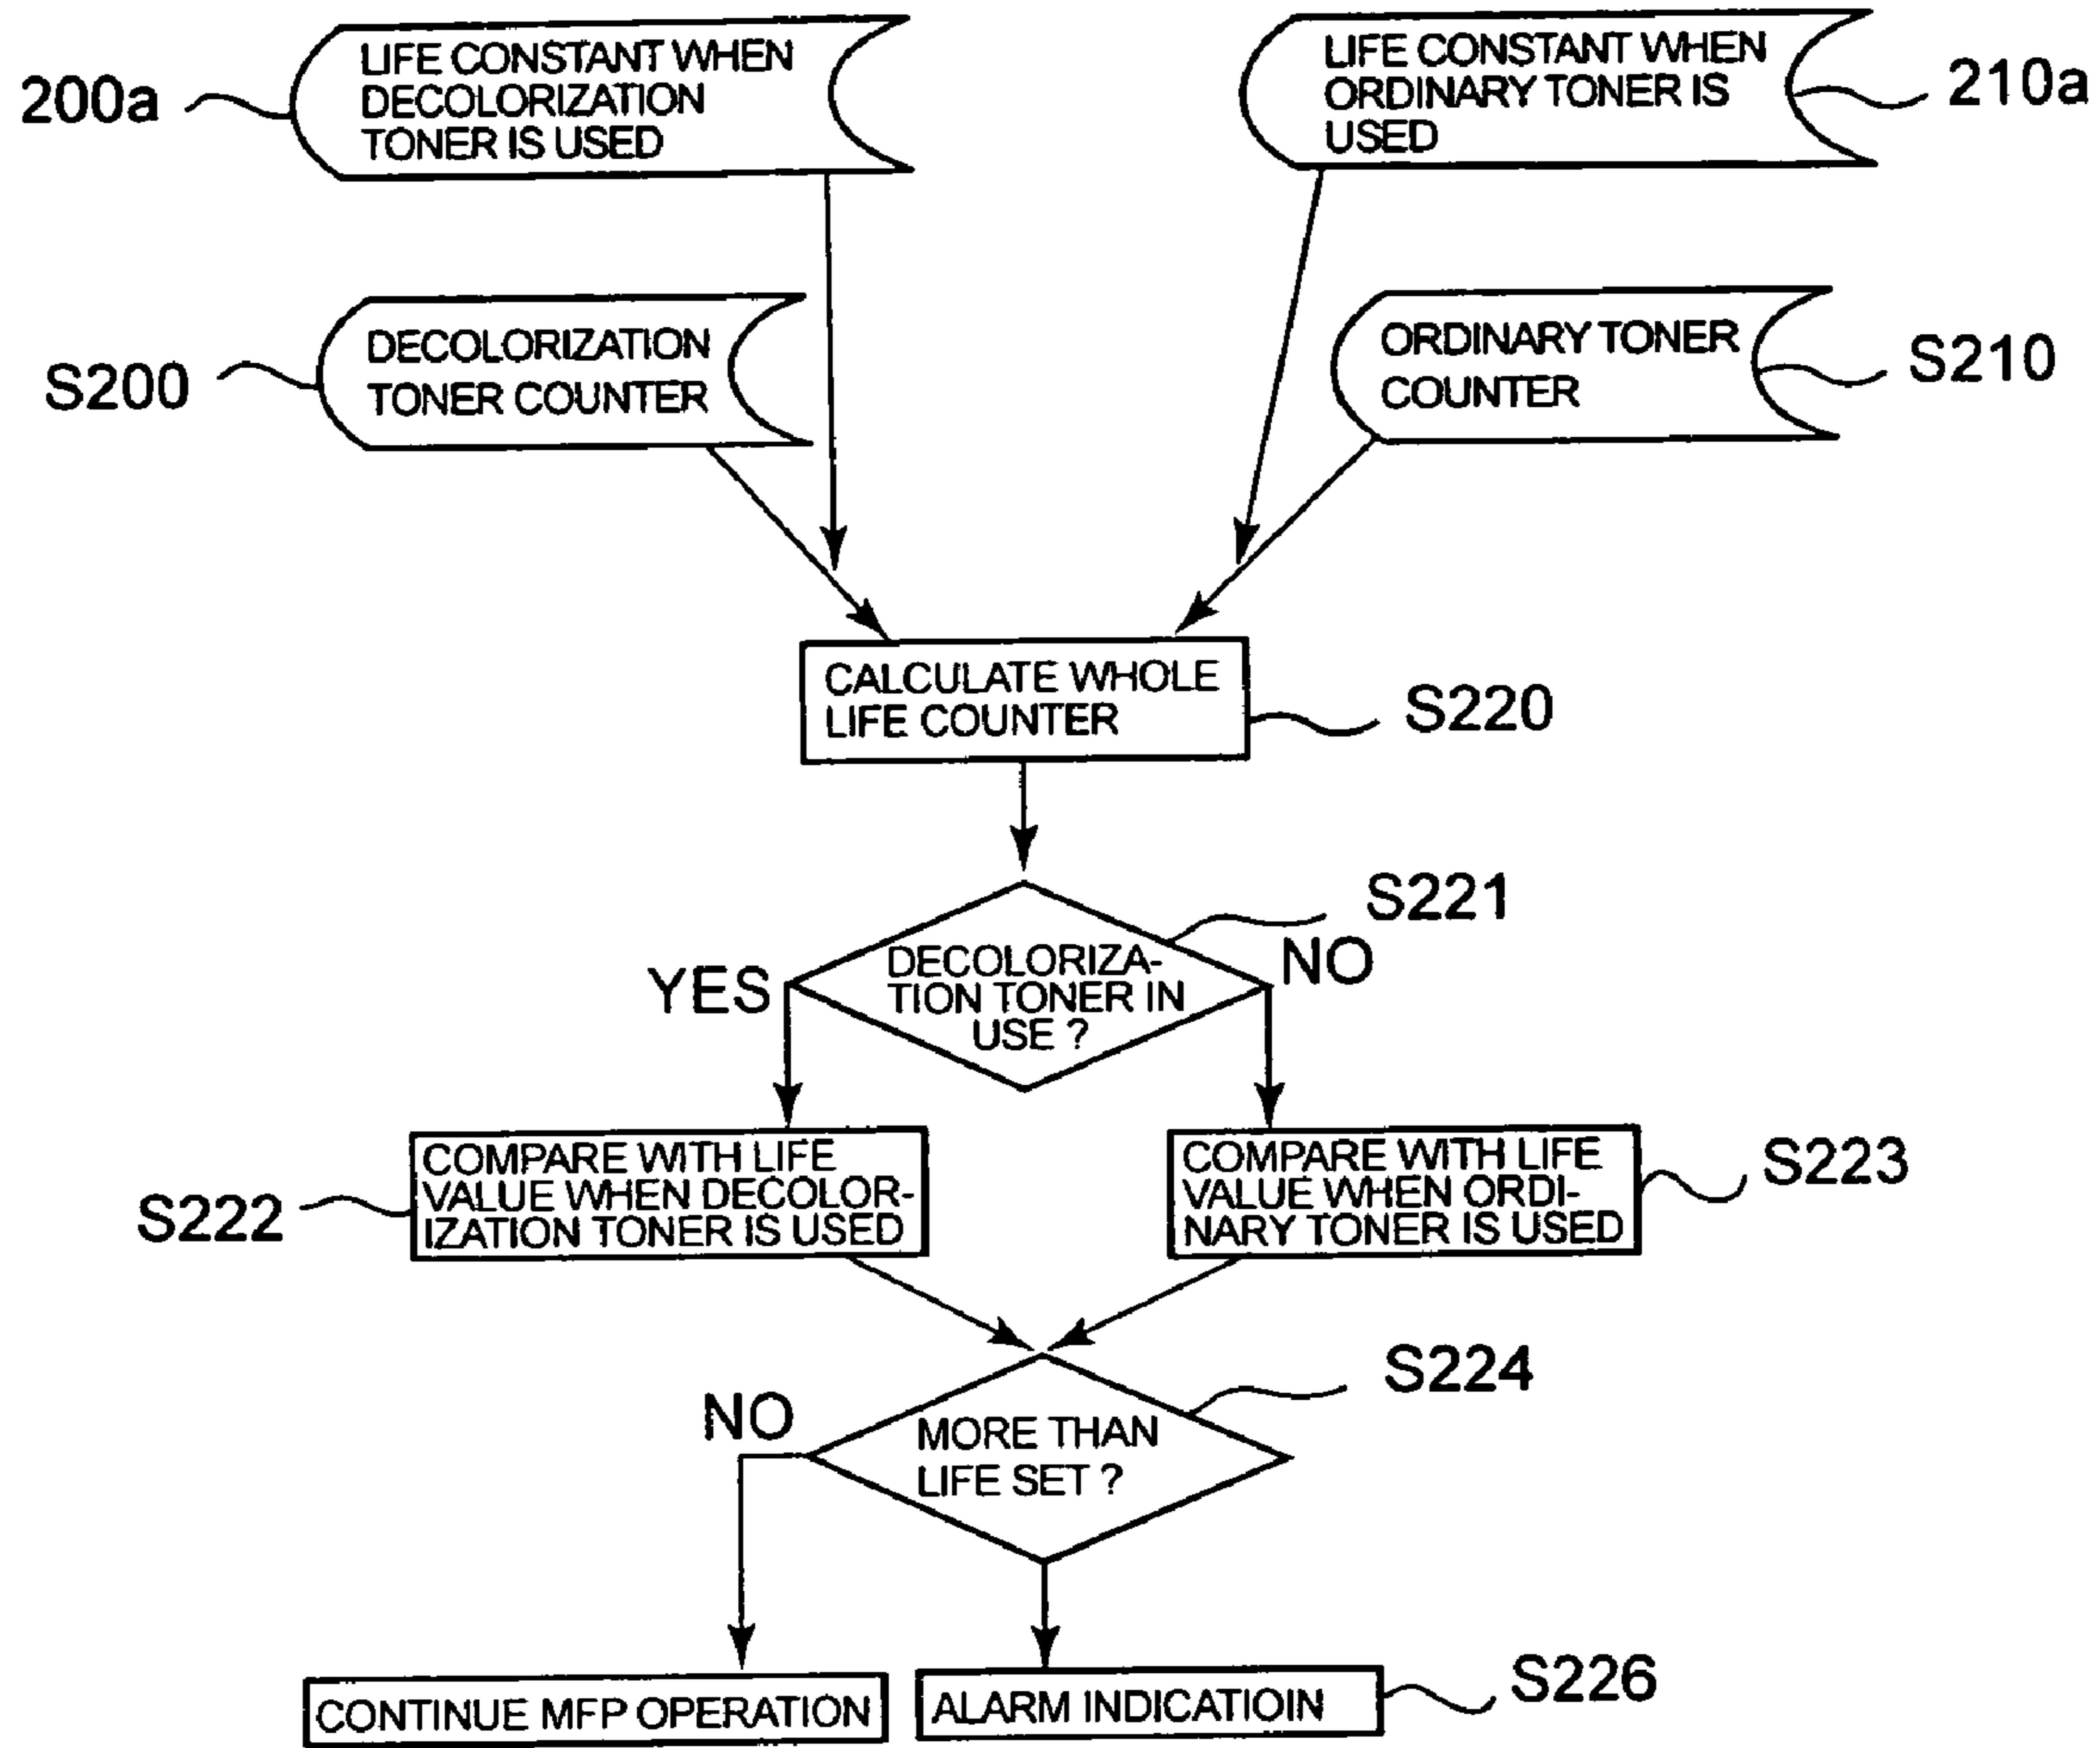 200a
LIFE CONSTANT WHEN
DECOLORIZATION
TONER IS USED
LIFE CONSTANT WHEN
ORDINARY TONER IS
USED
210a
S200
DECOLORIZATION
TONER COUNTER
ORDINARY TONER
COUNTER
S210
CALCULATE WHOLE
LIFE COUNTER
S220
S221
YES
DECOLORIZA-
TION TONER IN
USE ?
NO
S222
COMPARE WITH LIFE
VALUE WHEN DECOLOR-
IZATION TONER IS USED
COMPARE WITH LIFE
VALUE WHEN ORDI-
NARY TONER IS USED
S223
S224
NO
MORE THAN
LIFE SET ?
CONTINUE MFP OPERATION
ALARM INDICATIOIN
S226